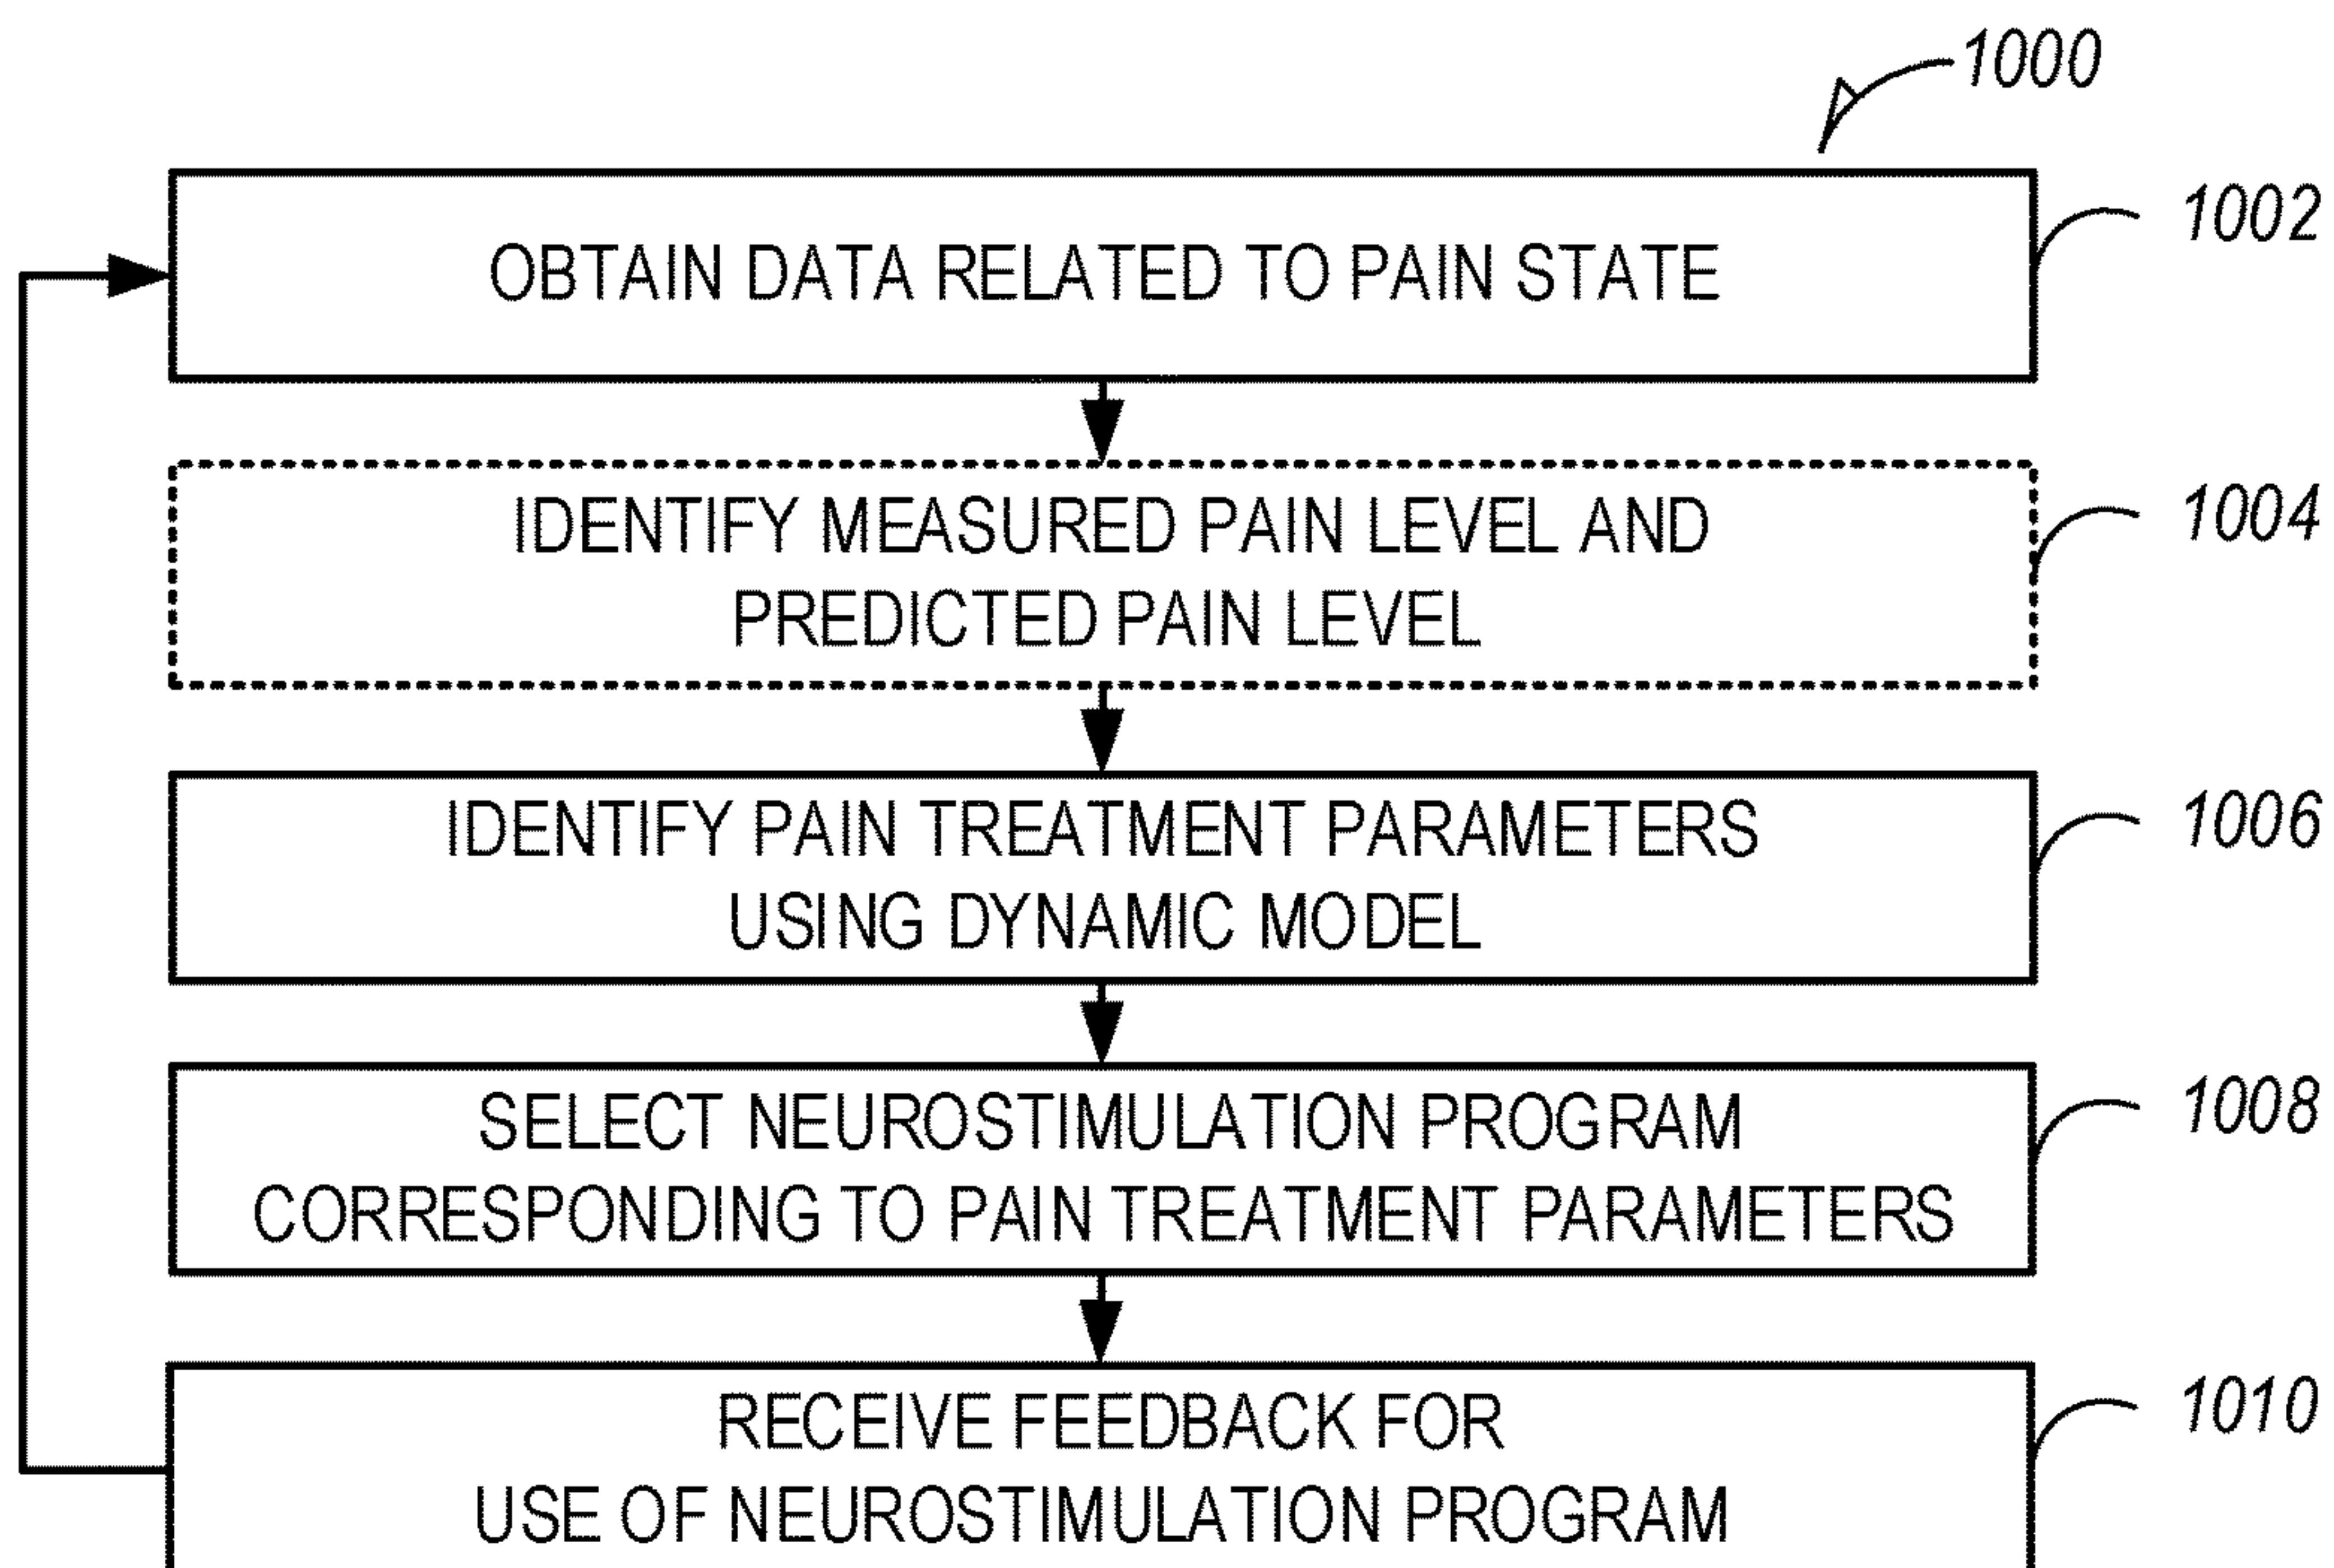 1000
OBTAIN DATA RELATED TO PAIN STATE
1002
IDENTIFY MEASURED PAIN LEVEL AND
PREDICTED PAIN LEVEL
1004
IDENTIFY PAIN TREATMENT PARAMETERS
USING DYNAMIC MODEL
1006
SELECT NEUROSTIMULATION PROGRAM
CORRESPONDING TO PAIN TREATMENT PARAMETERS
1008
RECEIVE FEEDBACK FOR
USE OF NEUROSTIMULATION PROGRAM
1010